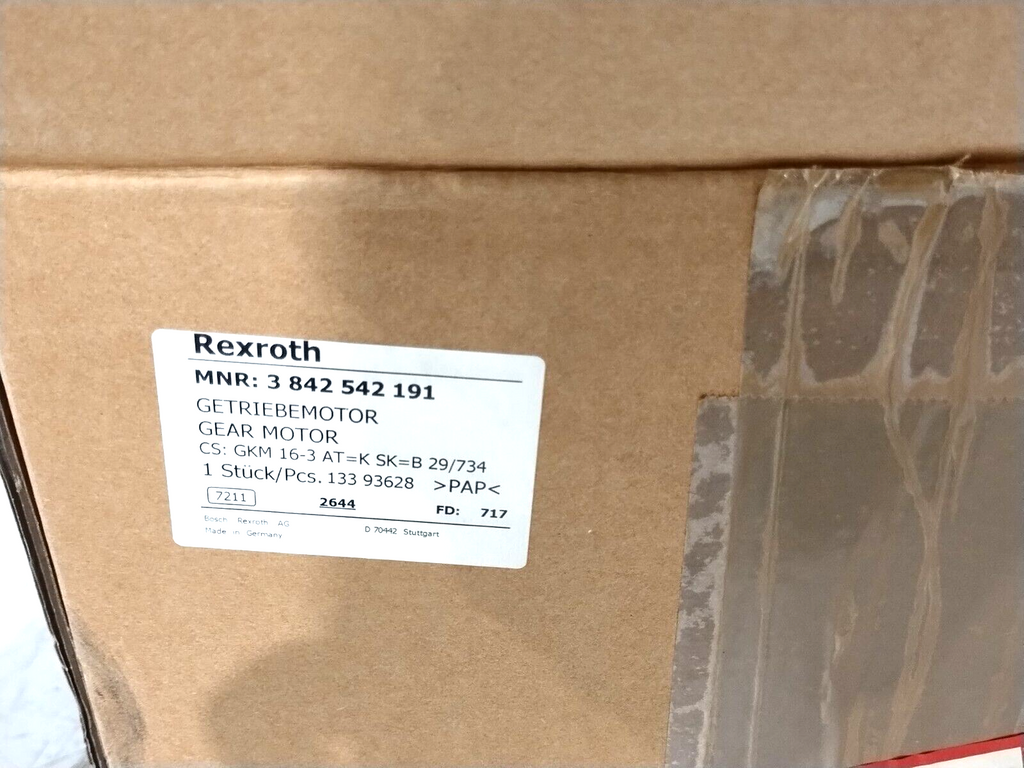 Rexroth
MNR: 3 842 542 191
GETRIEBEMOTOR
GEAR MOTOR
CS: GKM 16-3 AT=K SK=B 29/734
1 Stück/Pcs. 133 93628 >PAP<
7211 2644 FD: 717
Bosch Rexroth AG D 70442 Stuttgart
Made in Germany